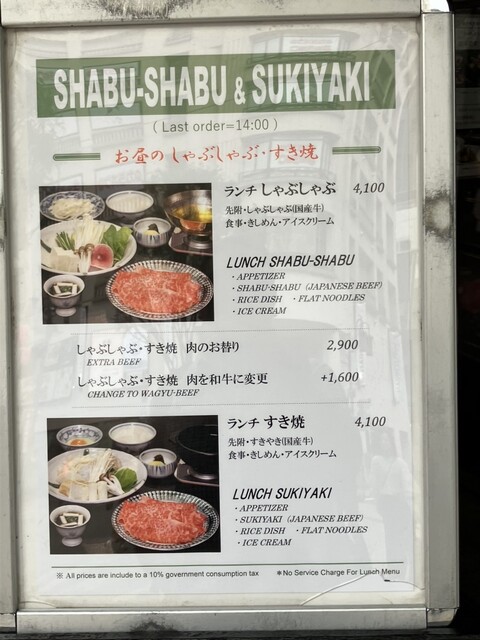 SHABU-SHABU & SUKIYAKI
( Last order=14:00 )
お昼のしゃぶしゃぶ・すき焼
ランチ しゃぶしゃぶ 4,100
先附・しゃぶしゃぶ(国産牛)
食事・きしめん・アイスクリーム
LUNCH SHABU-SHABU
・APPETIZER
・SHABU-SHABU (JAPANESE BEEF)
・RICE DISH ・FLAT NOODLES
・ICE CREAM
しゃぶしゃぶ・すき焼 肉のお替り 2,900
EXTRA BEEF
しゃぶしゃぶ・すき焼 肉を和牛に変更 +1,600
CHANGE TO WAGYU-BEEF
ランチ すき焼 4,100
先附・すきやき(国産牛)
食事・きしめん・アイスクリーム
LUNCH SUKIYAKI
・APPETIZER
・SUKIYAKI (JAPANESE BEEF)
・RICE DISH ・FLAT NOODLES
・ICE CREAM
※ All prices are include to a 10% government consumption tax ＊No Service Charge For Lunch Menu